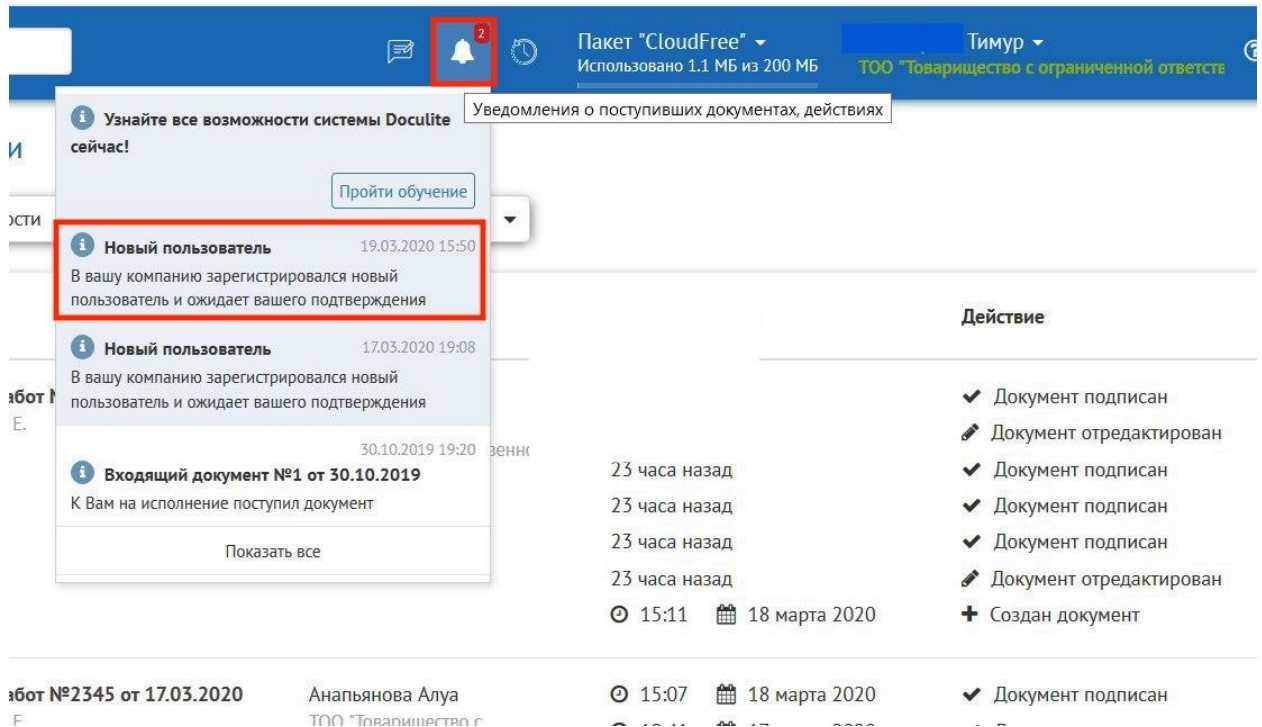 2
Пакет "CloudFree"
Использовано 1.1 МБ из 200 МБ
Тимур
ТОО "Товарищество с ограниченной
Уведомления о поступивших документах, действиях
Узнайте все возможности системы Doculite
сейчас!
Пройти обучение
Новый пользователь 19.03.2020 15:50
В вашу компанию зарегистрировался новый
пользователь и ожидает вашего подтверждения
Новый пользователь 17.03.2020 19:08
В вашу компанию зарегистрировался новый
пользователь и ожидает вашего подтверждения
30.10.2019 19:20
Входящий документ №1 от 30.10.2019
К Вам на исполнение поступил документ
Показать все
Действие
Е.
Документ подписан
Документ отредактирован
23 часа назад Документ подписан
23 часа назад Документ подписан
23 часа назад Документ подписан
23 часа назад Документ отредактирован
15:11 18 марта 2020 Создан документ
№2345 от 17.03.2020 Анапьянова Алуа 15:07 18 марта 2020 Документ подписан
ТОО "Товарищество с